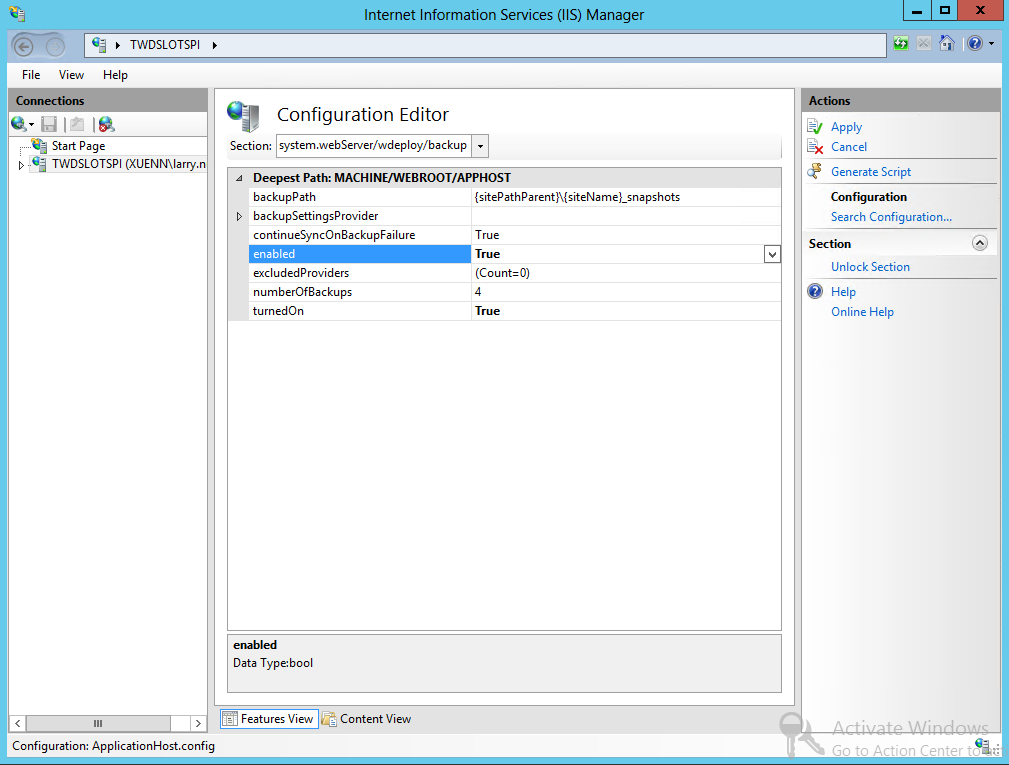 Internet Information Services (IIS) Manager
TWDSLOTSPI
File View Help
Connections
Start Page
TWDSLOTSPI (XUENN\larry.n
Configuration Editor
Section: system.webServer/wdeploy/backup
Deepest Path: MACHINE/WEBROOT/APPHOST
backupPath {sitePathParent}\{siteName}_snapshots
backupSettingsProvider
continueSyncOnBackupFailure True
enabled True
excludedProviders (Count=0)
numberOfBackups 4
turnedOn True
enabled
Data Type:bool
Features View Content View
Actions
Apply
Cancel
Generate Script
Configuration
Search Configuration...
Section
Unlock Section
Help
Online Help
Activate Windows
Go to Action Center to
Configuration: ApplicationHost.config